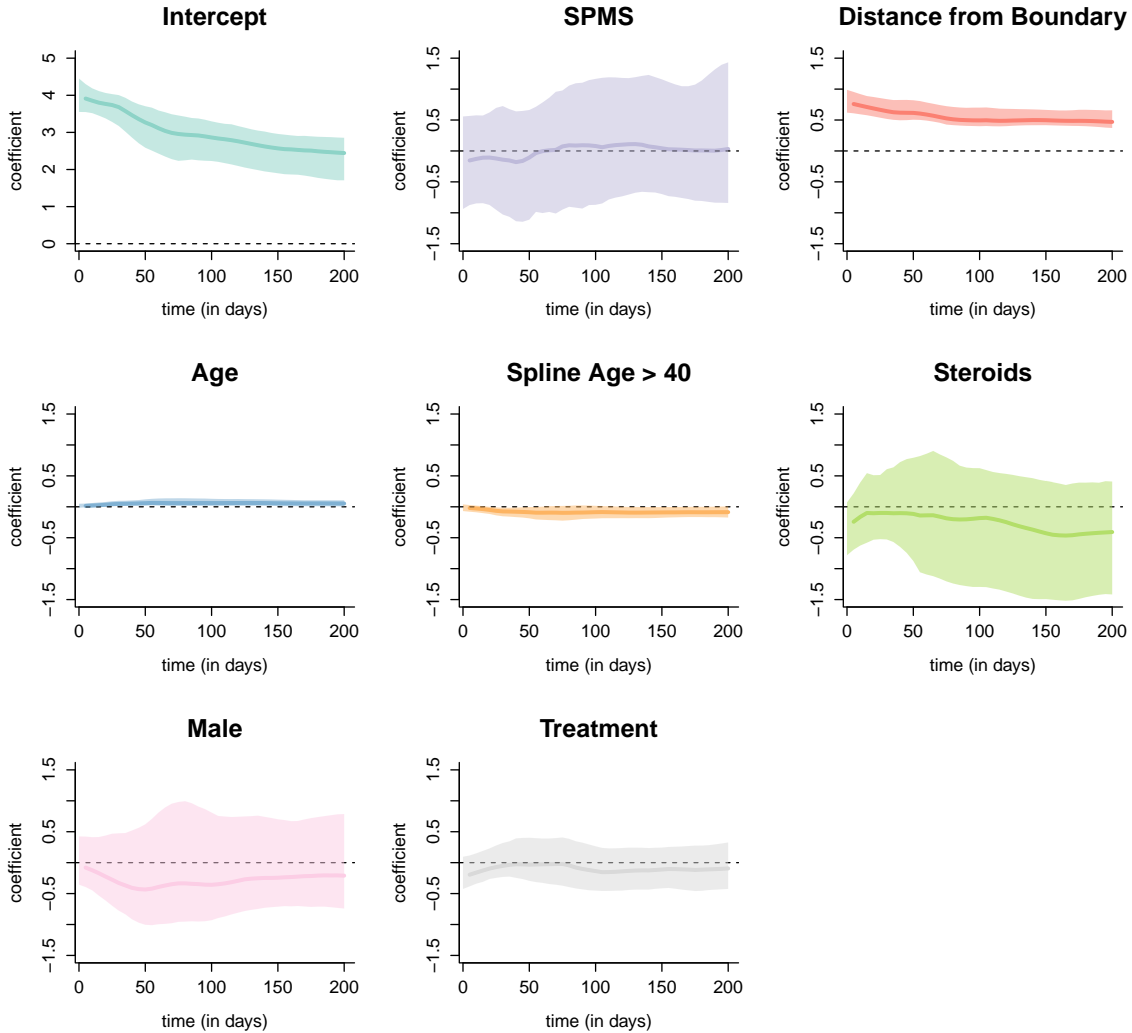 Intercept
coefficient
0 1 2 3 4 5
0 50 100 150 200
time (in days)
SPMS
coefficient
−1.5 −0.5 0.5 1.5
0 50 100 150 200
time (in days)
Distance from Boundary
coefficient
−1.5 −0.5 0.5 1.5
0 50 100 150 200
time (in days)
Age
coefficient
−1.5 −0.5 0.5 1.5
0 50 100 150 200
time (in days)
Spline Age > 40
coefficient
−1.5 −0.5 0.5 1.5
0 50 100 150 200
time (in days)
Steroids
coefficient
−1.5 −0.5 0.5 1.5
0 50 100 150 200
time (in days)
Male
coefficient
−1.5 −0.5 0.5 1.5
0 50 100 150 200
time (in days)
Treatment
coefficient
−1.5 −0.5 0.5 1.5
0 50 100 150 200
time (in days)